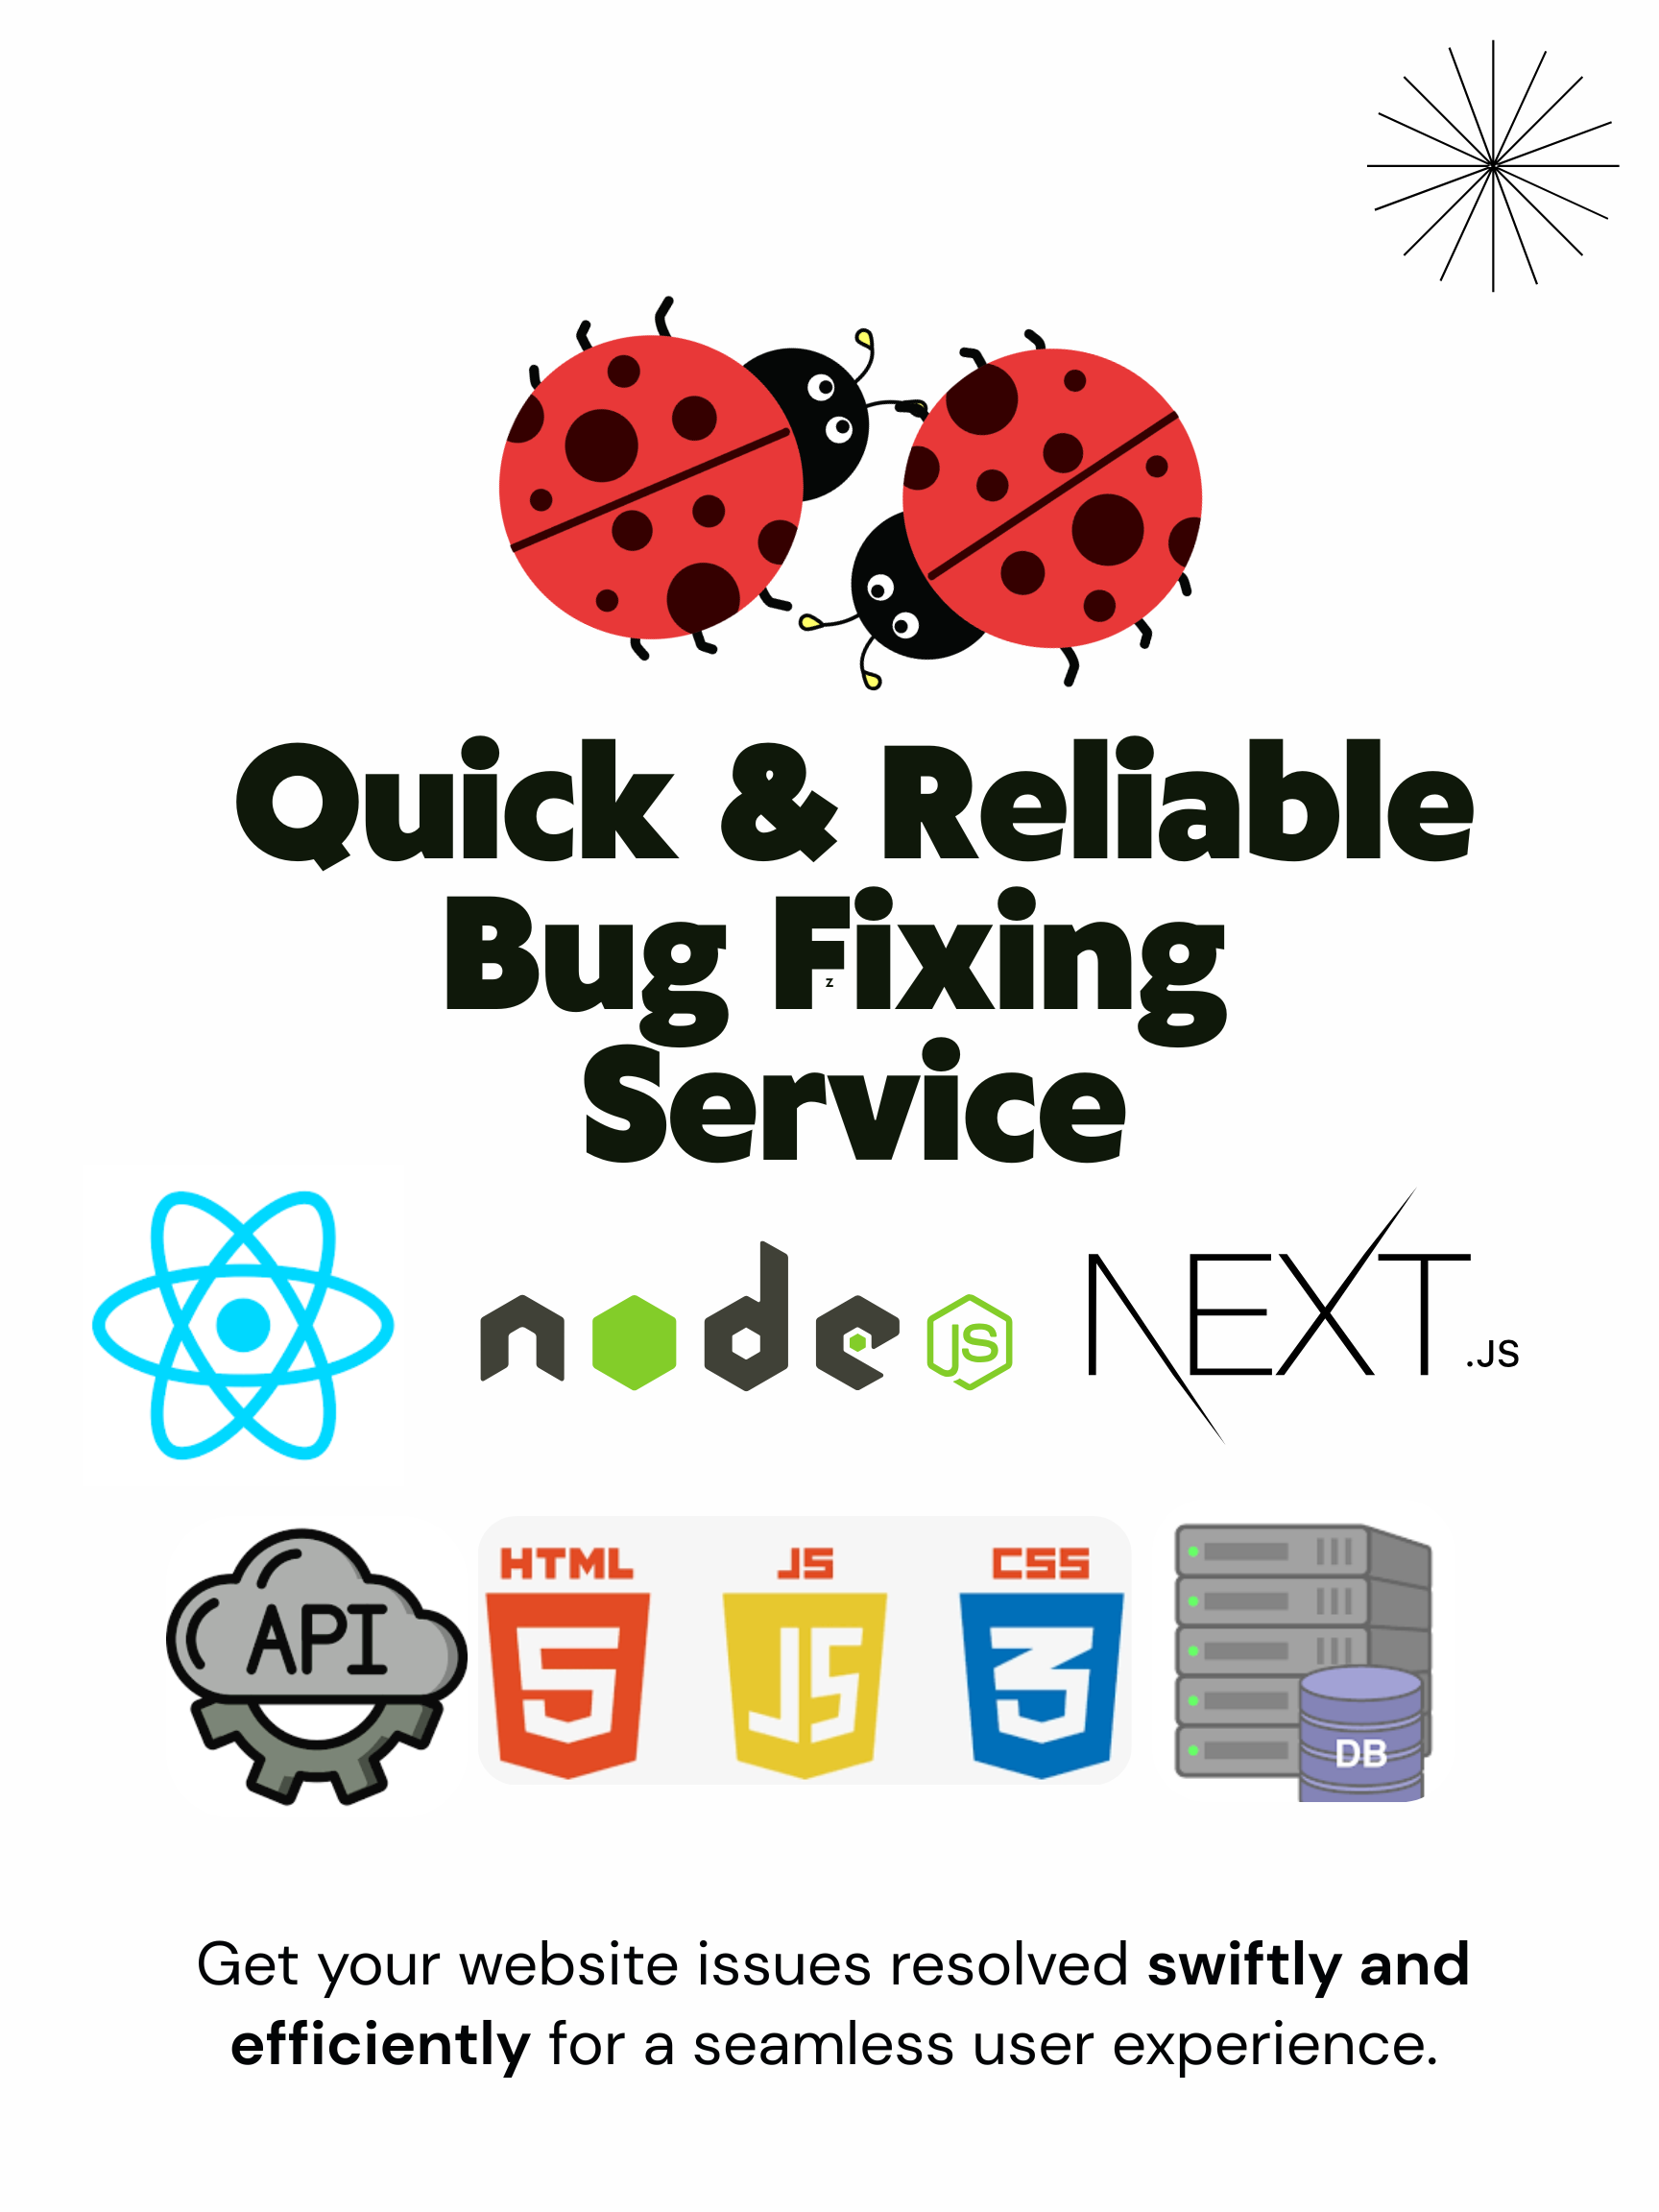 Quick & Reliable
Bug Fixing
z
Service
node JS
NEXT.JS
API
HTML JS CSS
5 JS 3
DB
Get your website issues resolved swiftly and
efficiently for a seamless user experience.